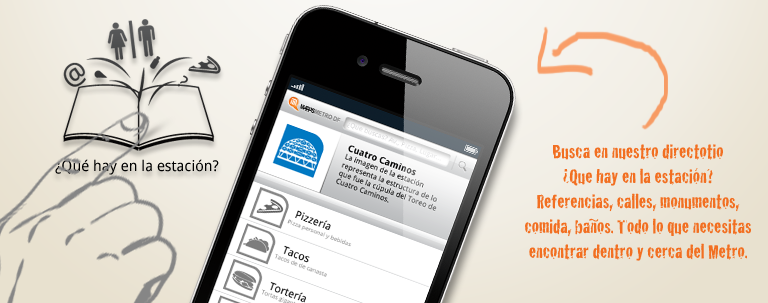 @
¿Qué hay en la estación?
METRO DF
Cuatro Caminos
La imagen de la estación
representa la estructura de lo
que fue la cúpula del Toreo de
Cuatro Caminos.
Pizzería
Pizza personal y bebidas
Tacos
Tacos de de canasta
Tortería
Busca en nuestro directotio
¿Que hay en la estación?
Referencias, calles, monumentos,
comida, baños. Todo lo que necesitas
encontrar dentro y cerca del Metro.